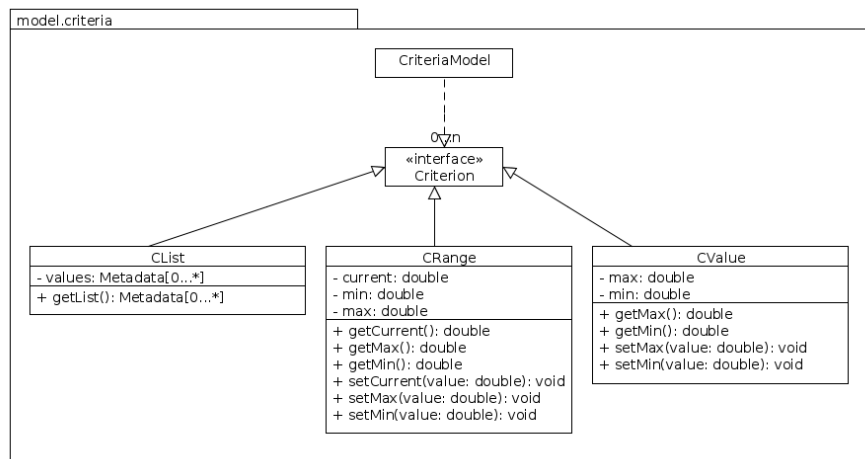 model.criteria
CriteriaModel
0...n
«interface»
Criterion
CList
- values: Metadata[0...*]
+ getList(): Metadata[0...*]
CRange
- current: double
- min: double
- max: double
+ getCurrent(): double
+ getMax(): double
+ getMin(): double
+ setCurrent(value: double): void
+ setMax(value: double): void
+ setMin(value: double): void
CValue
- max: double
- min: double
+ getMax(): double
+ getMin(): double
+ setMax(value: double): void
+ setMin(value: double): void